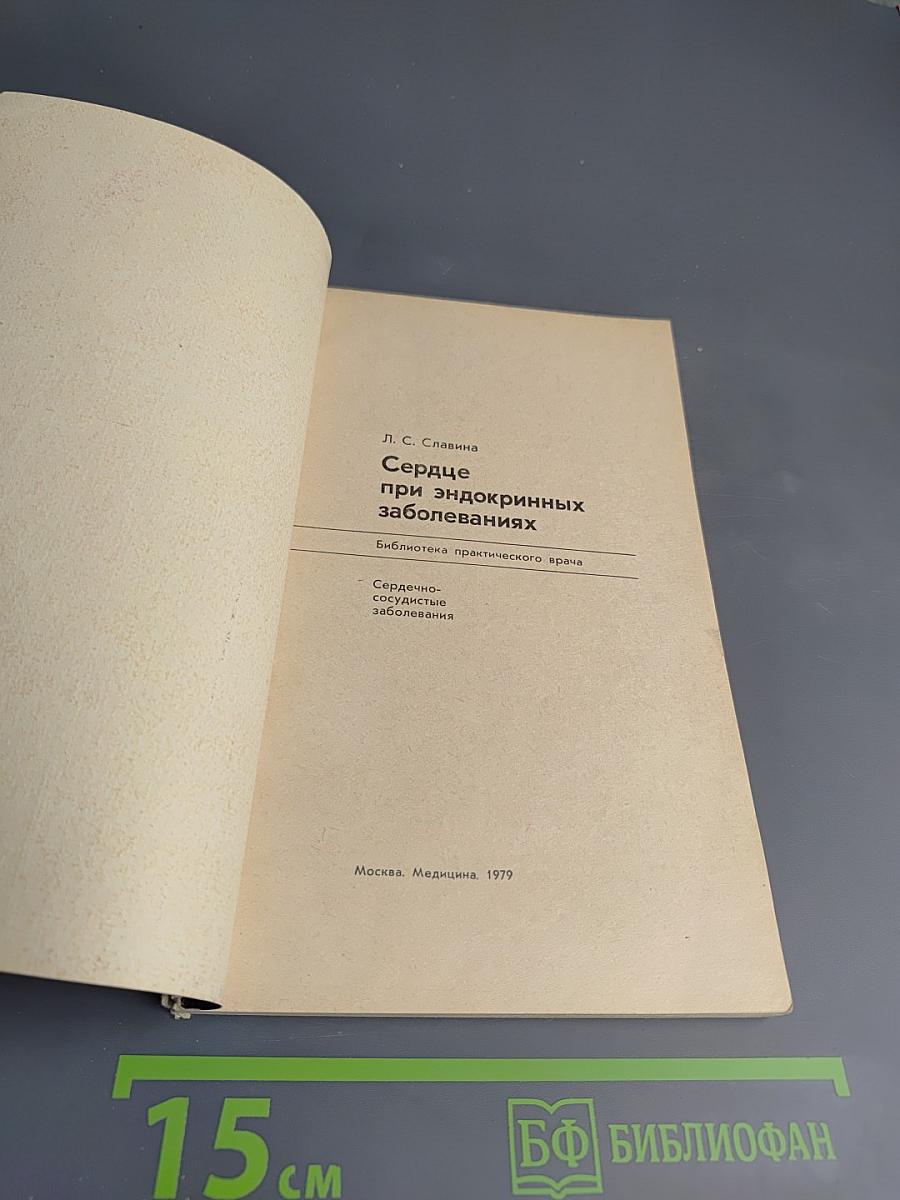 Л. С. Славина
Сердце
при эндокринных
заболеваниях
Библиотека практического врача
Сердечно-
сосудистые
заболевания
Москва. Медицина. 1979
15 см
БФ БИБЛИОФАН